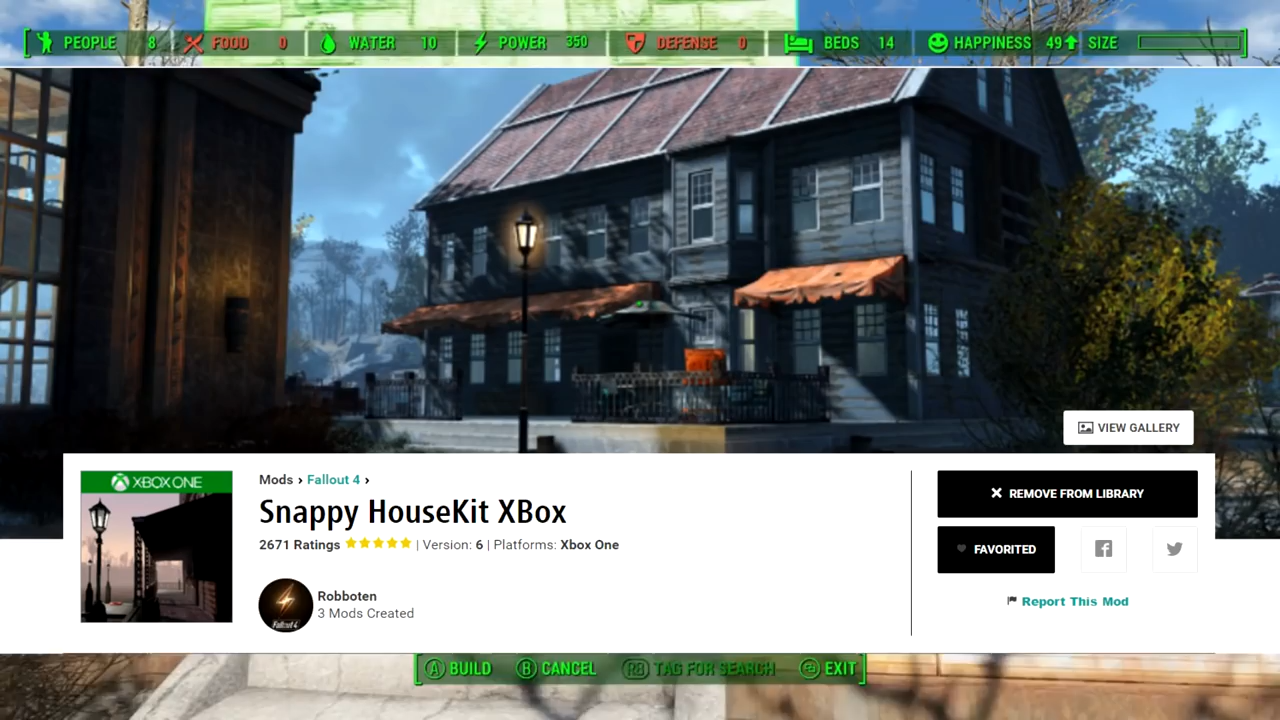 PEOPLE 8 FOOD 0 WATER 10 POWER 350 DEFENSE 0 BEDS 14 HAPPINESS 49 SIZE
VIEW GALLERY
XBOX ONE
Mods › Fallout 4 ›
Snappy HouseKit XBox
2671 Ratings | Version: 6 | Platforms: Xbox One
Robboten
3 Mods Created
Fallout 4
REMOVE FROM LIBRARY
FAVORITED
Report This Mod
A BUILD B CANCEL RB TAG FOR SEARCH EXIT